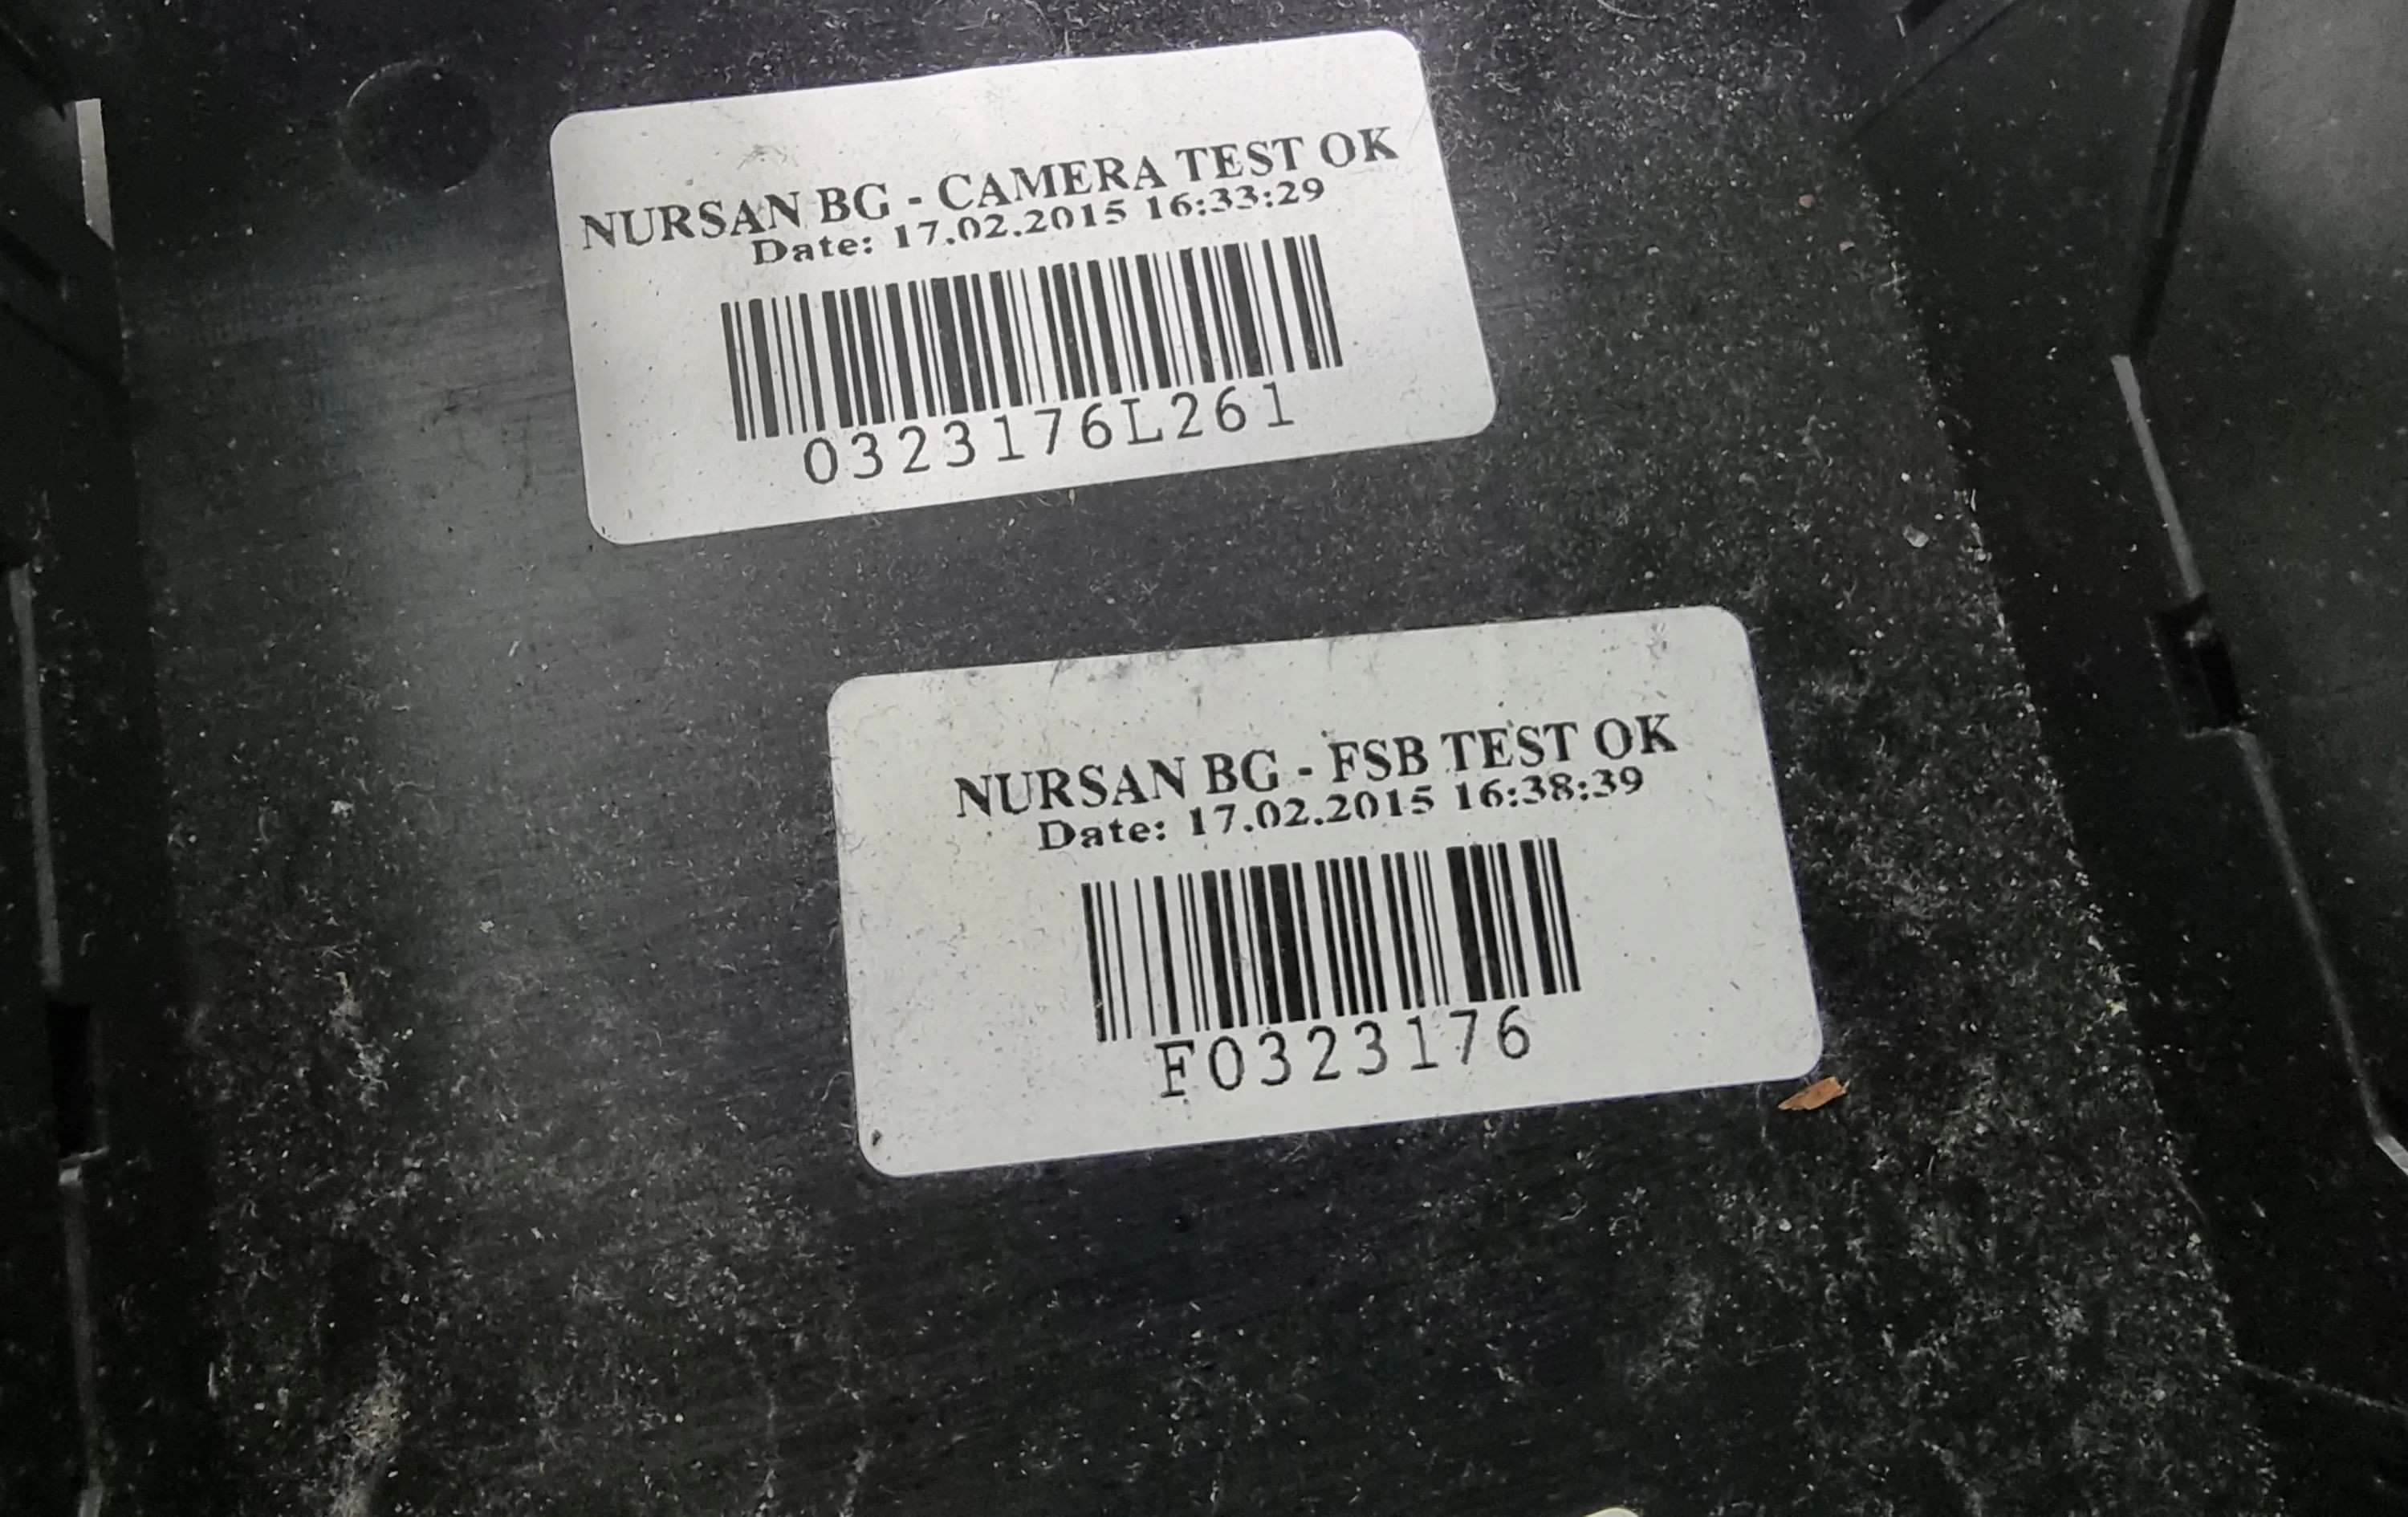 NURSAN BG - CAMERA TEST OK
Date: 17.02.2015 16:33:29
0323176L261
NURSAN BG - FSB TEST OK
Date: 17.02.2015 16:38:39
F0323176